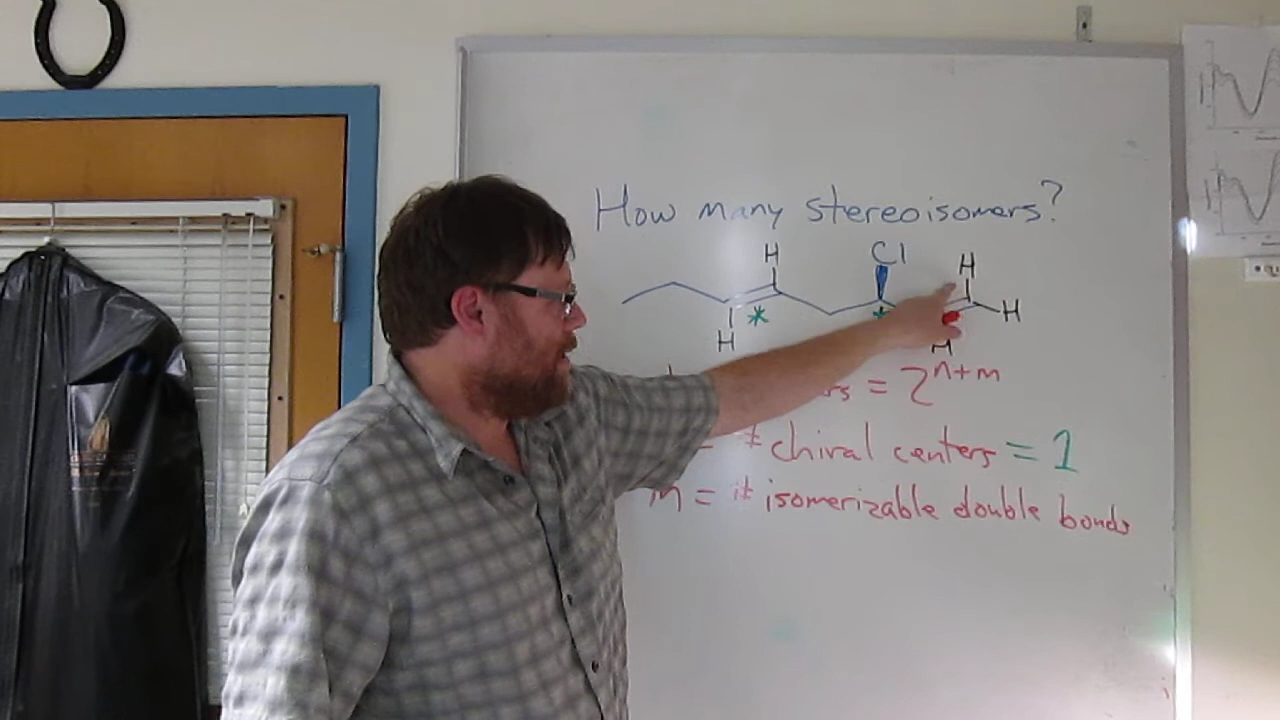 How many stereoisomers?
H Cl H
H H H
= 2^n+m
= # chiral centers = 1
m = # isomerizable double bonds